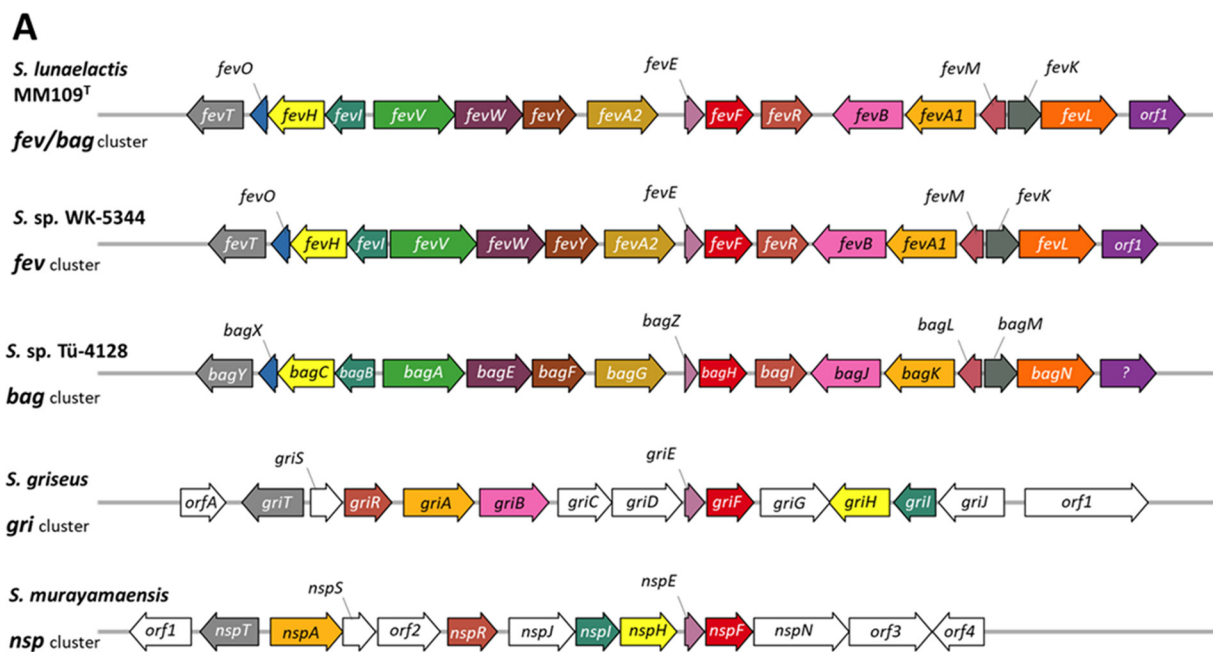 A
fevO fevE fevM fevK
S. lunaelactis
MM109ᵀ
fevT fevH fevI fevV fevW fevY fevA2 fevF fevR fevB fevA1 fevL orf1
fev/bag cluster
fevO fevE fevM fevK
S. sp. WK-5344
fevT fevH fevI fevV fevW fevY fevA2 fevF fevR fevB fevA1 fevL orf1
fev cluster
bagX bagZ bagL bagM
S. sp. Tü-4128
bagY bagC bagB bagA bagE bagF bagG bagH bagI bagJ bagK bagN ?
bag cluster
griS griE
S. griseus
orfA griT griR griA griB griC griD griF griG griH griI griJ orf1
gri cluster
nspS nspE
S. murayamaensis
orf1 nspT nspA orf2 nspR nspJ nspI nspH nspF nspN orf3 orf4
nsp cluster